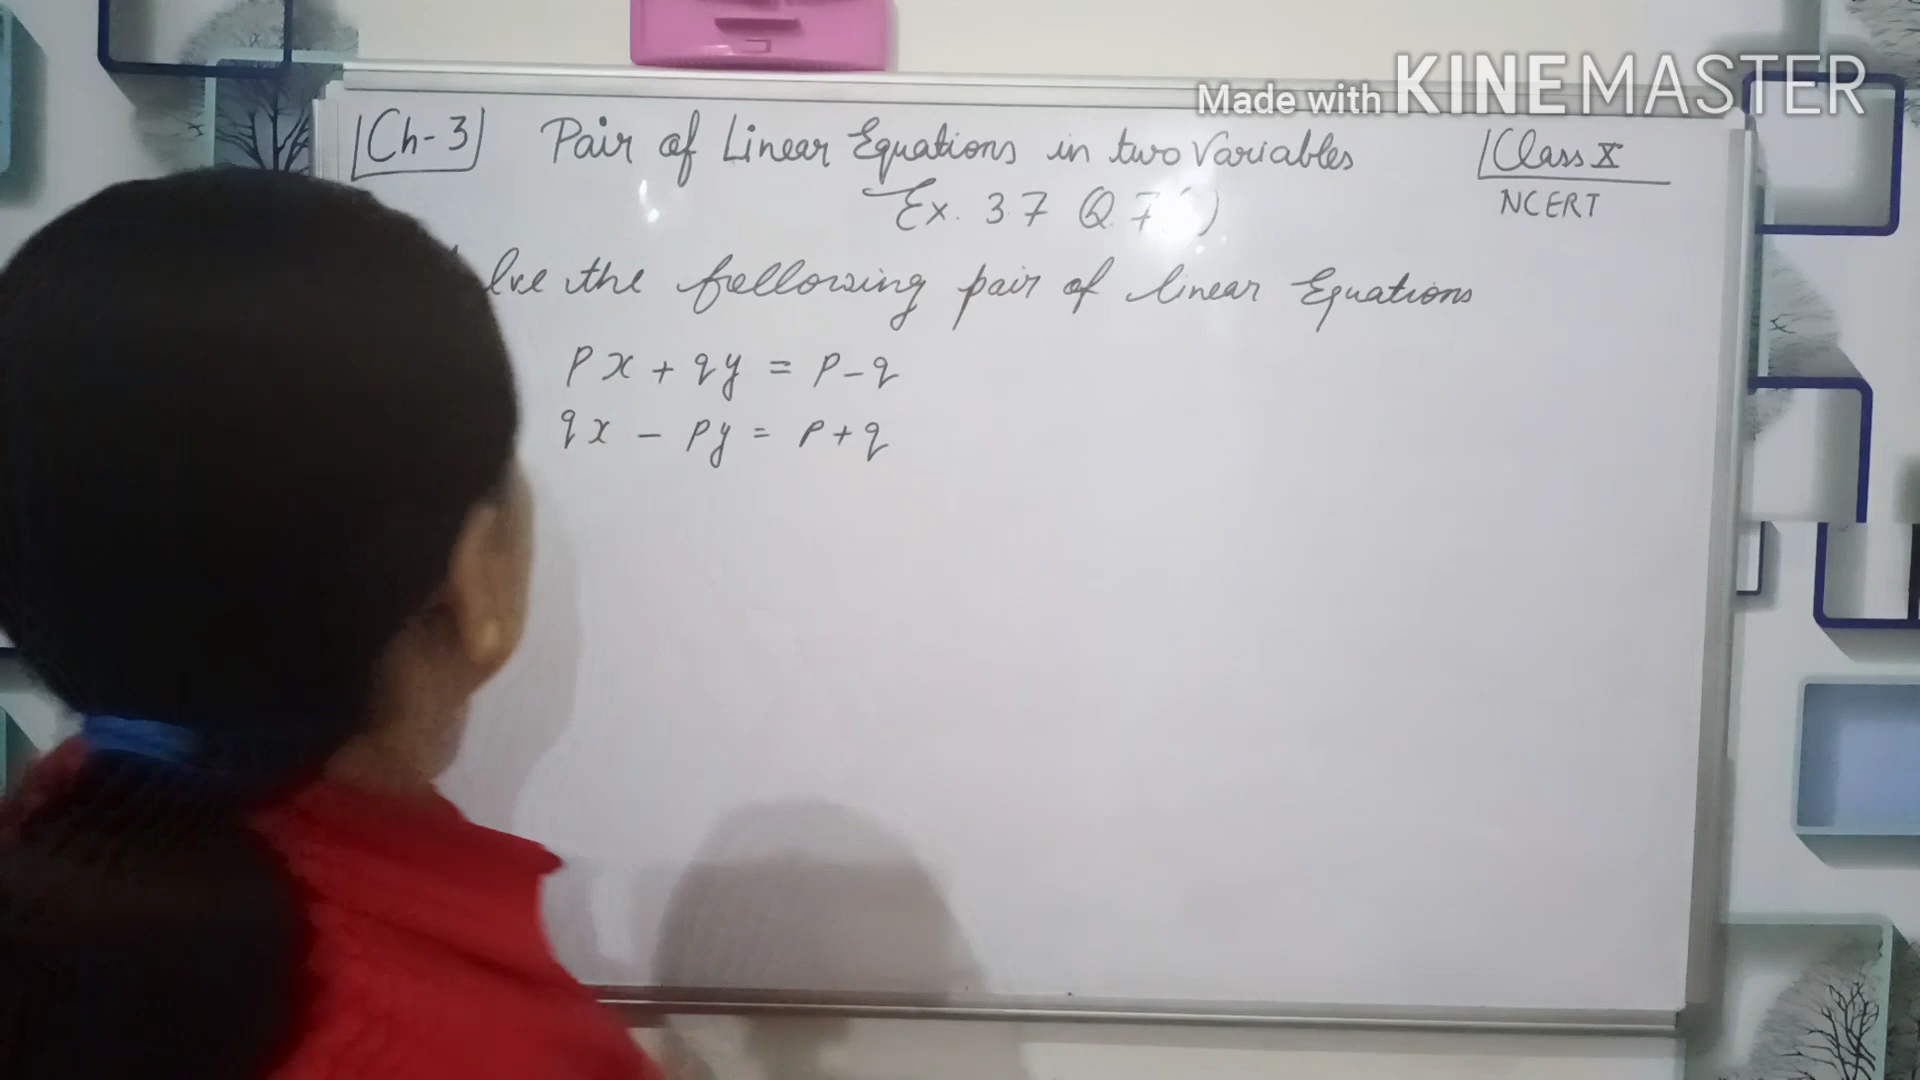 Made with KINEMASTER
Ch-3 Pair of Linear Equations in two Variables Class X
Ex. 3.7 Q.7 NCERT
the following pair of linear Equations
px + qy = p-q
qx - py = p+q